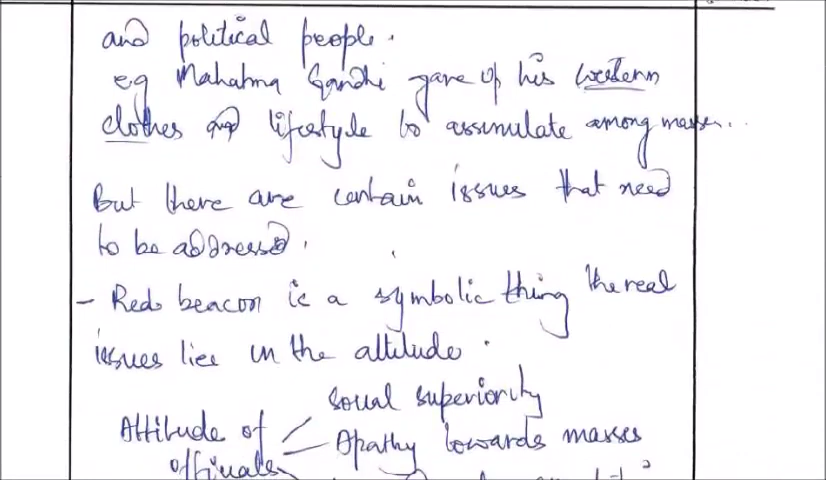 and political people.
eg Mahatma Gandhi gave of his western
clothes and lifestyle to assimulate among masses...
But there are certain issues that need
to be addressed.
- Red beacon is a symbolic thing the real
issues lies in the attitude.
social superiority
Attitude of
Apathy towards masses
officials